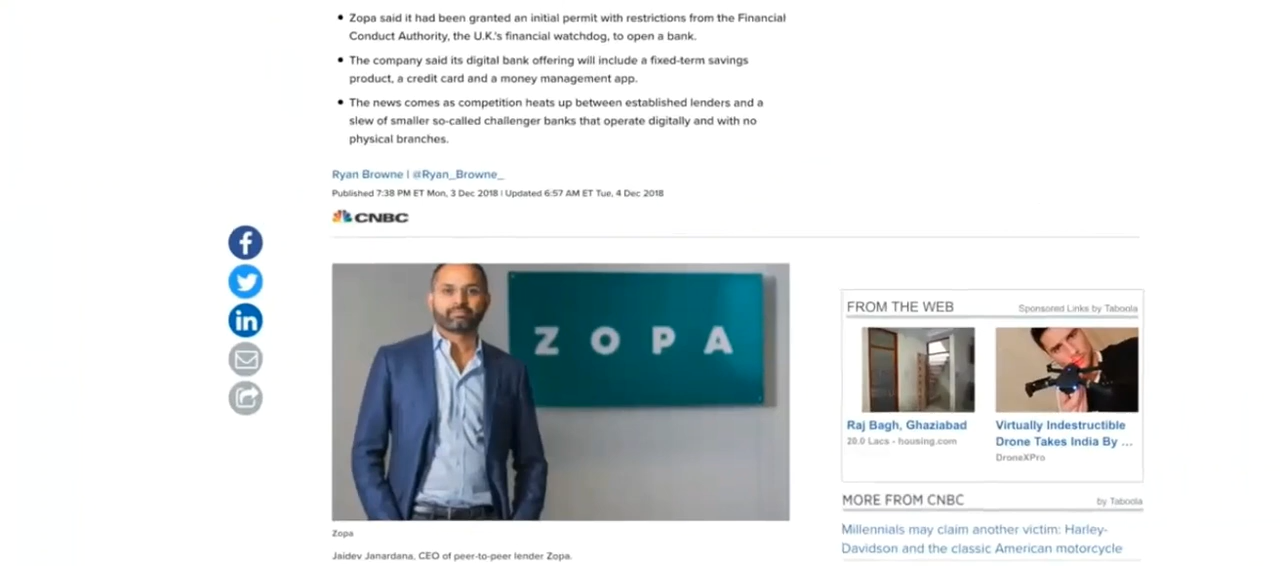 Zopa said it had been granted an initial permit with restrictions from the Financial
Conduct Authority, the U.K.'s financial watchdog, to open a bank.
The company said its digital bank offering will include a fixed-term savings
product, a credit card and a money management app.
The news comes as competition heats up between established lenders and a
slew of smaller so-called challenger banks that operate digitally and with no
physical branches.
Ryan Browne | @Ryan_Browne_
Published 7:38 PM ET Mon, 3 Dec 2018 | Updated 6:57 AM ET Tue, 4 Dec 2018
CNBC
f
in
ZOPA
Zopa
Jaidev Janardana, CEO of peer-to-peer lender Zopa.
FROM THE WEB
Sponsored Links by Taboola
Raj Bagh, Ghaziabad
20.0 Lacs - housing.com
Virtually Indestructible
Drone Takes India By ...
DroneXPro
MORE FROM CNBC
by Taboola
Millennials may claim another victim: Harley-
Davidson and the classic American motorcycle